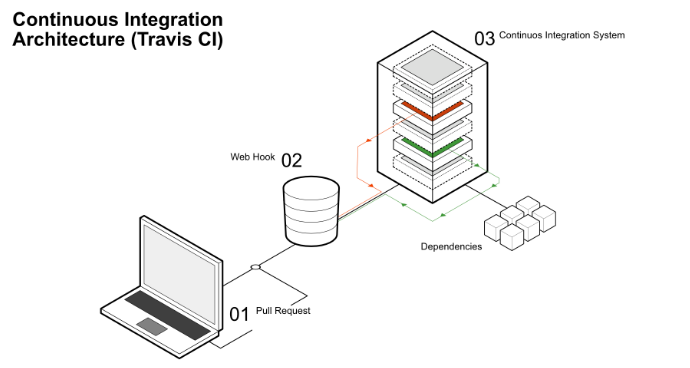 Continuous Integration
Architecture (Travis CI)
03 Continuos Integration System
Web Hook 02
Dependencies
01 Pull Request